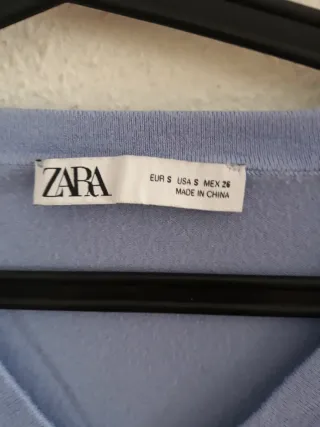 ZARA
EUR S USA S MEX 26
MADE IN CHINA